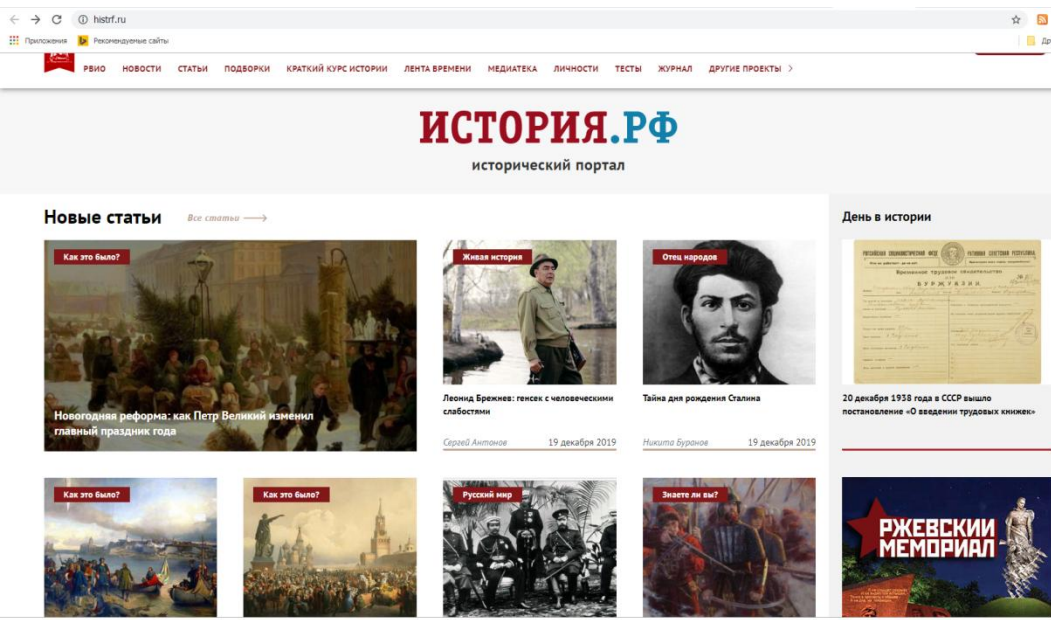 histrf.ru
Приложения
Рекомендуемые сайты
РВИО НОВОСТИ СТАТЬИ ПОДБОРКИ КРАТКИЙ КУРС ИСТОРИИ ЛЕНТА ВРЕМЕНИ МЕДИАТЕКА ЛИЧНОСТИ ТЕСТЫ ЖУРНАЛ ДРУГИЕ ПРОЕКТЫ
ИСТОРИЯ.РФ
исторический портал
Новые статьи
Все статьи
Как это было?
Новогодняя реформа: как Петр Великий изменил
главный праздник года
Живая история
Леонид Брежнев: генсек с человеческими
слабостями
Сергей Антонов 19 декабря 2019
Отец народов
Тайна дня рождения Сталина
Никита Буранов 19 декабря 2019
День в истории
БУРЖУАЗИИ
20 декабря 1938 года в СССР вышло
постановление «О введении трудовых книжек»
Как это было?
Как это было?
Русский мир
Знаете ли вы?
РЖЕВСКИЙ
МЕМОРИАЛ